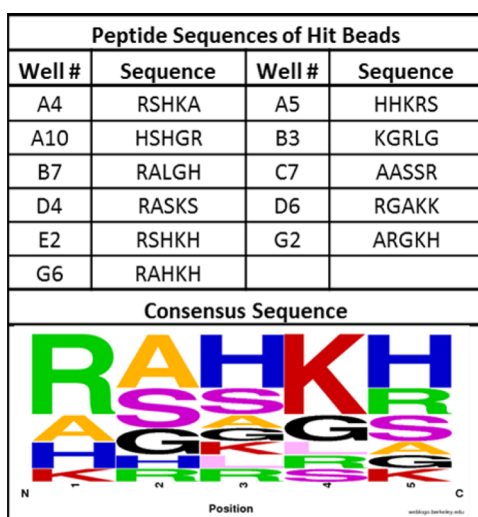 Peptide Sequences of Hit Beads
Well # Sequence Well # Sequence
A4 RSHKA A5 HHKRS
A10 HSHGR B3 KGRLG
B7 RALGH C7 AASSR
D4 RASKS D6 RGAKK
E2 RSHKH G2 ARGKH
G6 RAHKH
Consensus Sequence
R A H K H
S S R
A A G S
G G A
H K L G
H L R
K R R S K
N 1 2 3 4 5 C
Position
weblogo.berkeley.edu